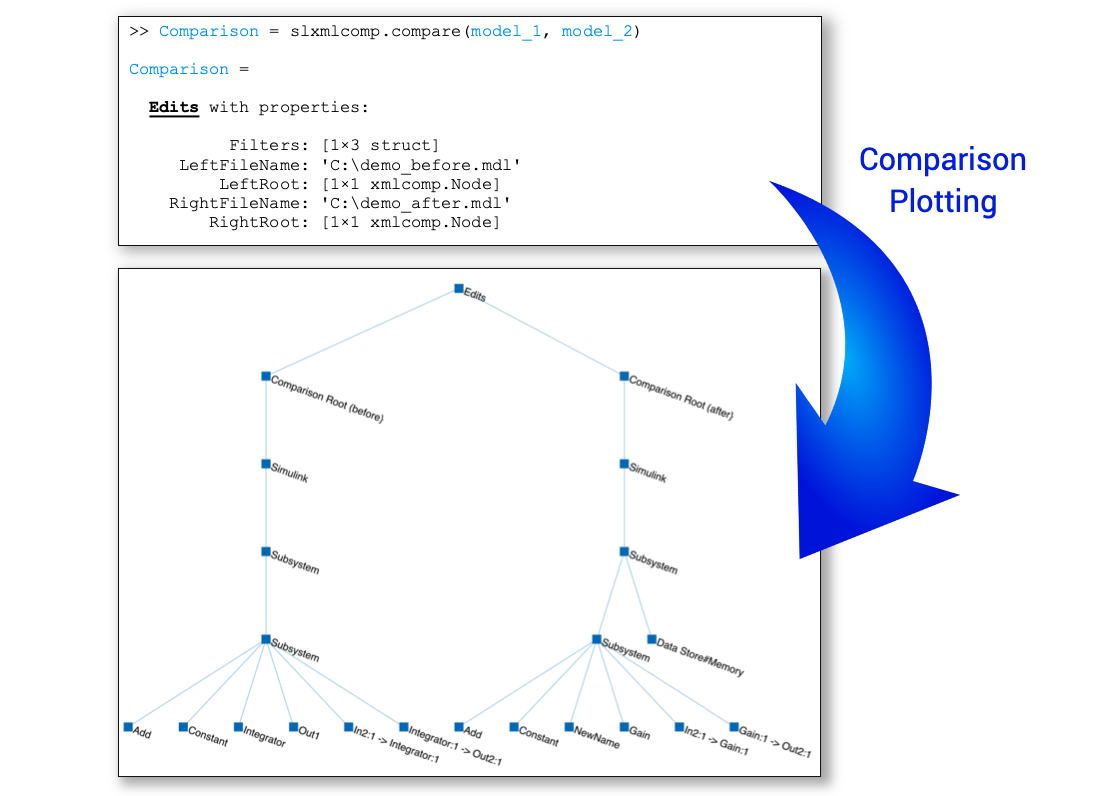 >> Comparison = slxmlcomp.compare(model_1, model_2)
Comparison =
Edits with properties:
Filters: [1×3 struct]
LeftFileName: 'C:\demo_before.mdl'
LeftRoot: [1×1 xmlcomp.Node]
RightFileName: 'C:\demo_after.mdl'
RightRoot: [1×1 xmlcomp.Node]
Comparison
Plotting
Edits
Comparison Root (before)
Comparison Root (after)
Simulink
Simulink
Subsystem
Subsystem
Subsystem
Subsystem
Data Store#Memory
Add
Constant
Integrator
Out1
In2:1 -> Integrator:1
Integrator:1 -> Out2:1
Add
Constant
NewName
Gain
In2:1 -> Gain:1
Gain:1 -> Out2:1